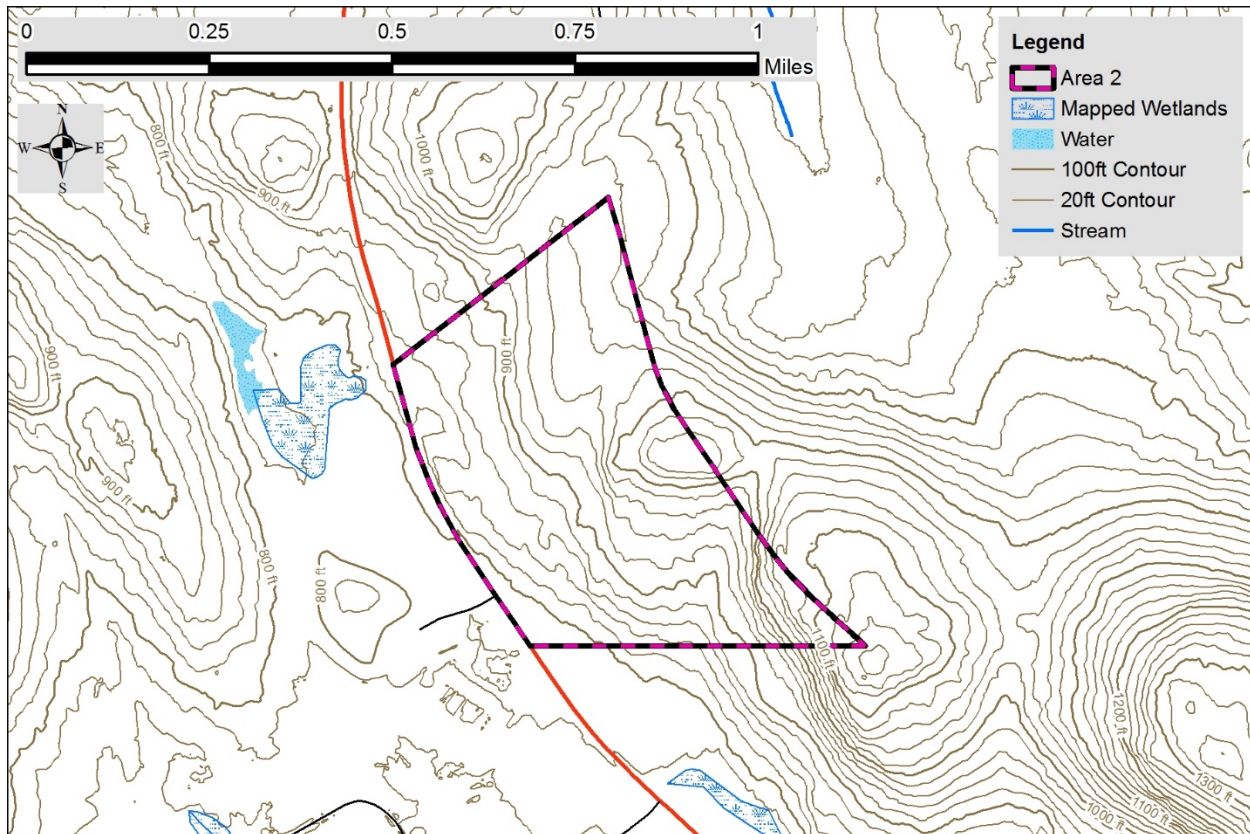 0 0.25 0.5 0.75 1
Miles
Legend
Area 2
Mapped Wetlands
Water
100ft Contour
20ft Contour
Stream
N
W E
S
800 ft
900 ft
1000 ft
900 ft
900 ft
900 ft
800 ft
800 ft
1200 ft
1300 ft
1100 ft
1000 ft